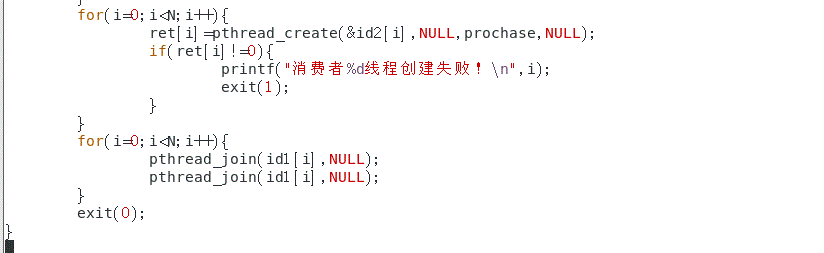 }
for(i=0;i<N;i++){
ret[i]=pthread_create(&id2[i],NULL,prochase,NULL);
if(ret[i]!=0){
printf("消费者%d线程创建失败！\n",i);
exit(1);
}
}
for(i=0;i<N;i++){
pthread_join(id1[i],NULL);
pthread_join(id1[i],NULL);
}
exit(0);
}